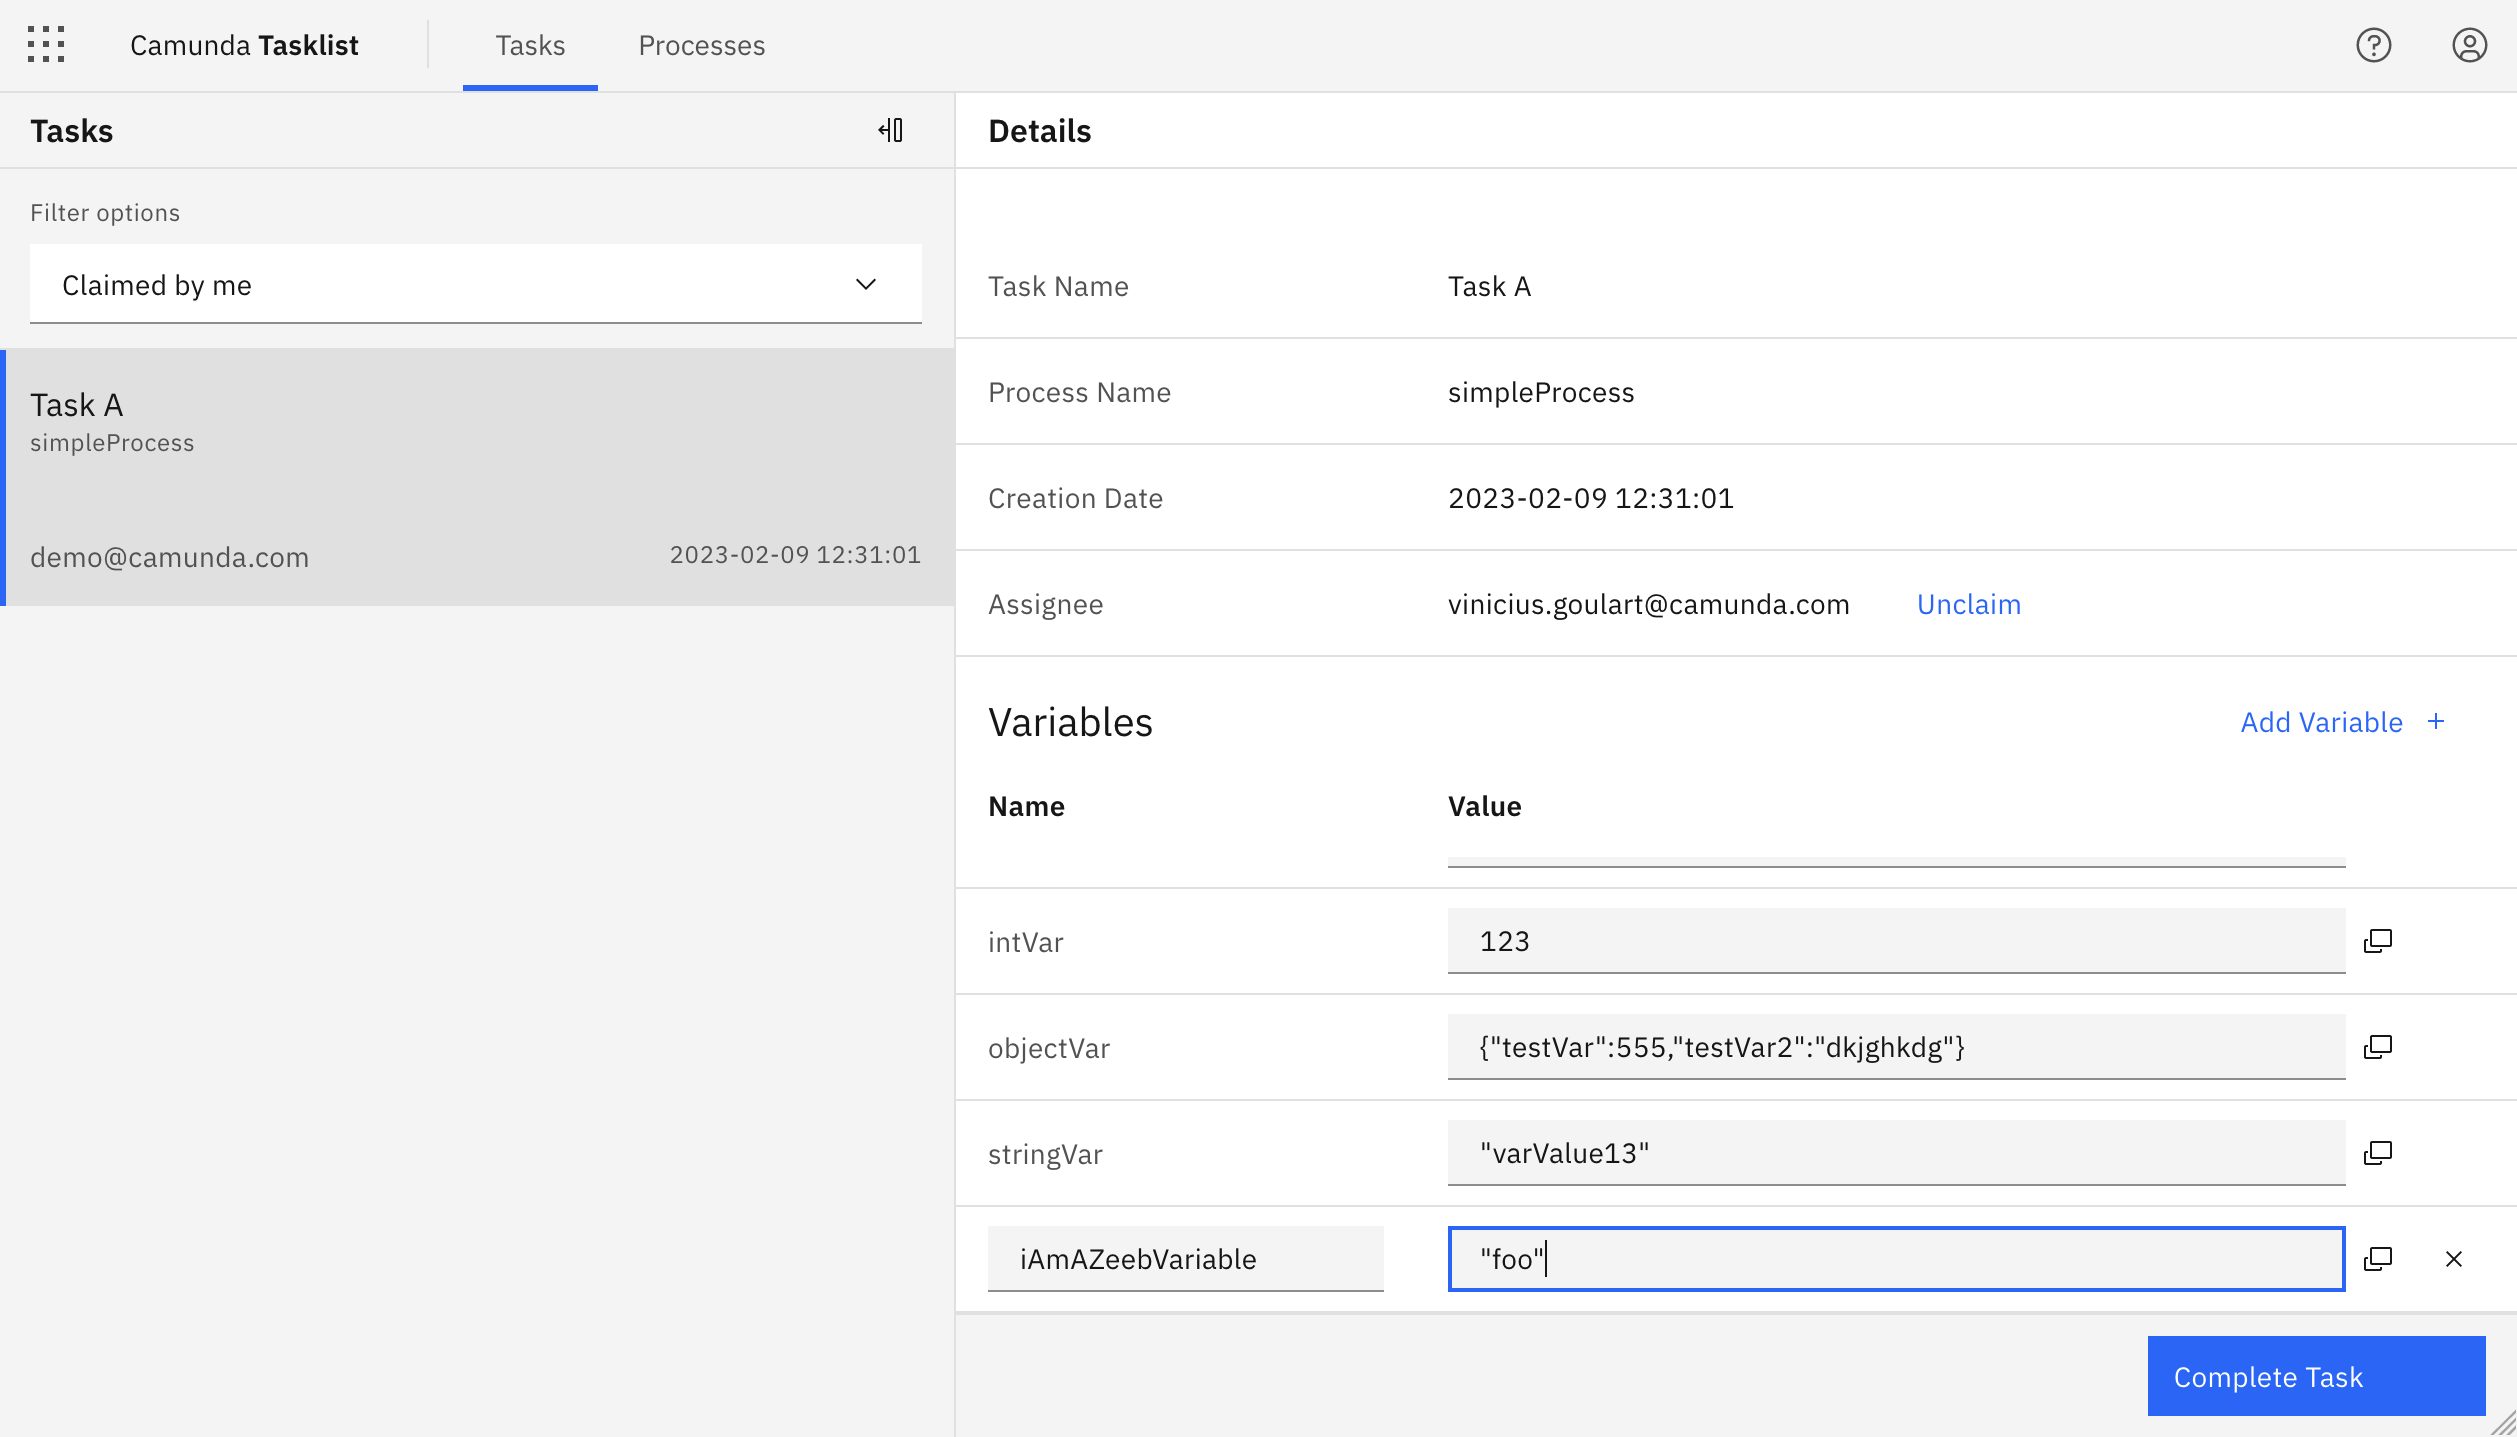 Camunda Tasklist
Tasks
Processes
Tasks
Filter options
Claimed by me
Task A
simpleProcess
demo@camunda.com
2023-02-09 12:31:01
Details
Task Name
Task A
Process Name
simpleProcess
Creation Date
2023-02-09 12:31:01
Assignee
vinicius.goulart@camunda.com
Unclaim
Variables
Add Variable +
Name
Value
intVar
123
objectVar
{"testVar":555,"testVar2":"dkjghkdg"}
stringVar
"varValue13"
iAmAZeebVariable
"foo"
Complete Task